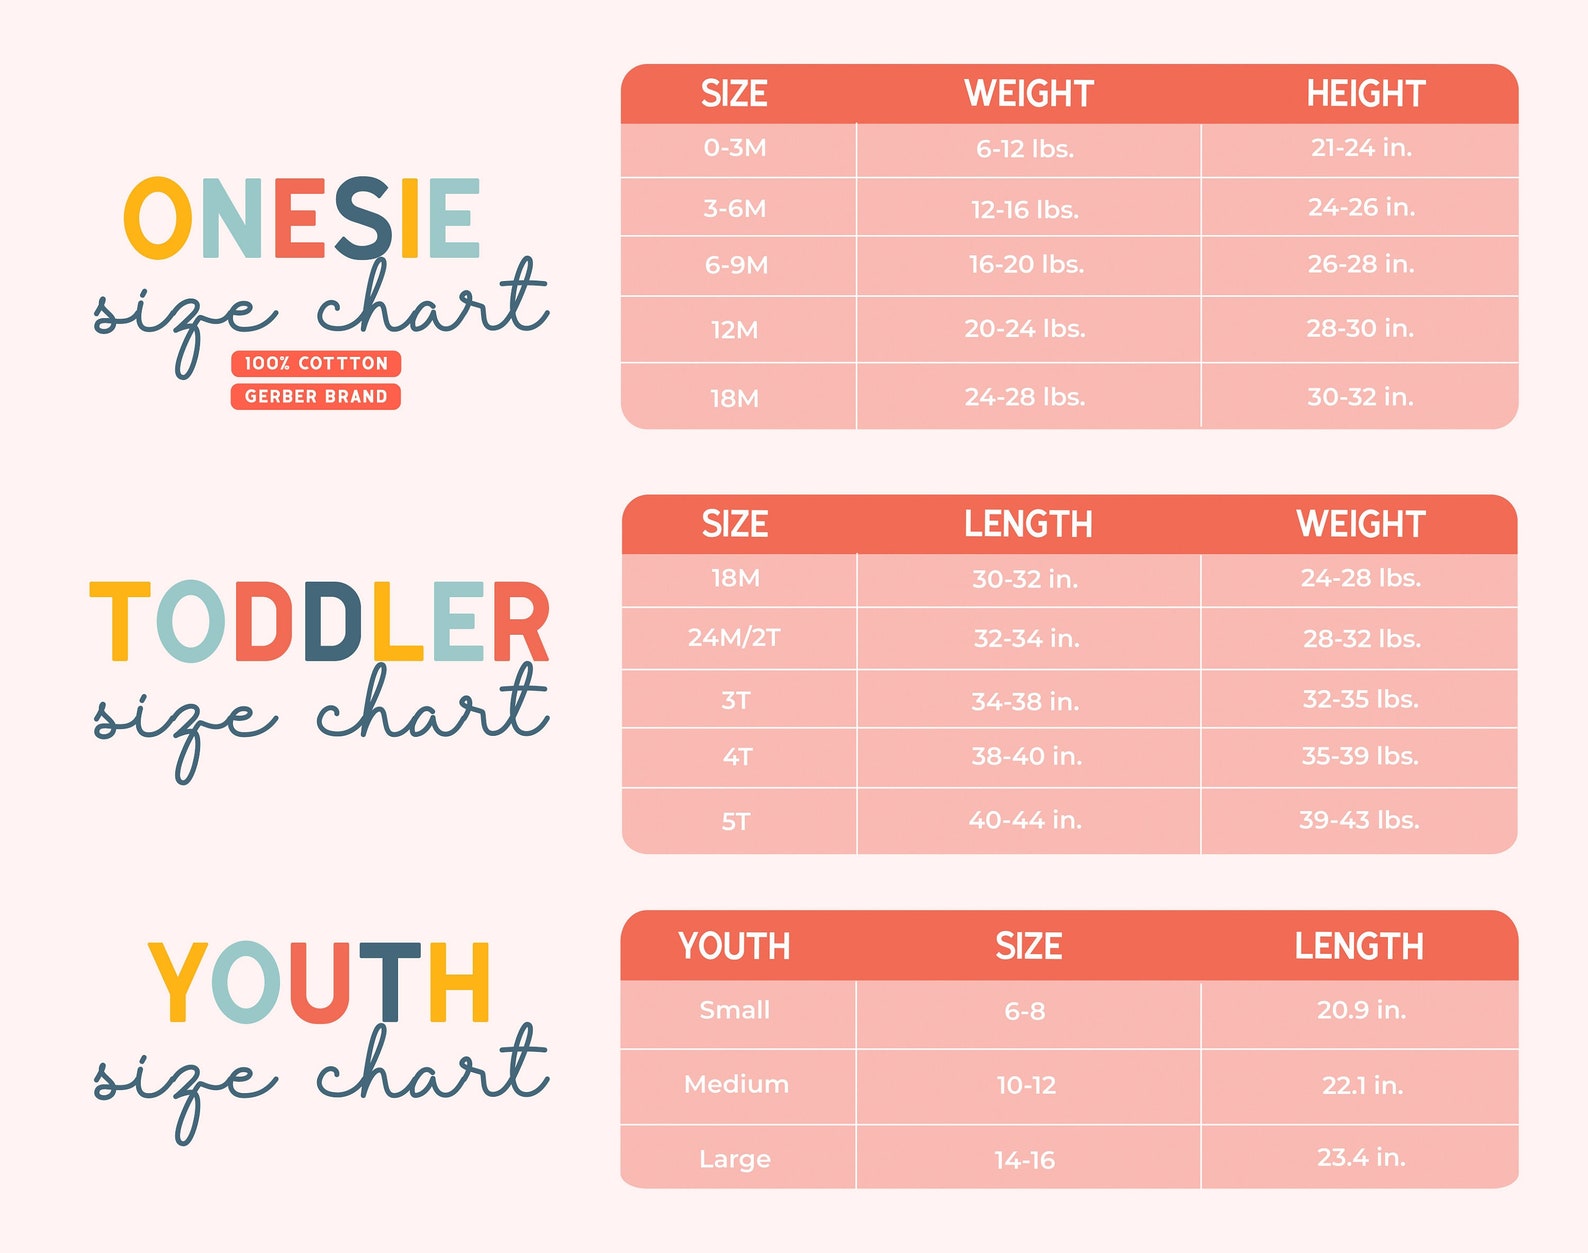 ONESIE
size chart
100% COTTTON
GERBER BRAND
SIZE WEIGHT HEIGHT
0-3M 6-12 lbs. 21-24 in.
3-6M 12-16 lbs. 24-26 in.
6-9M 16-20 lbs. 26-28 in.
12M 20-24 lbs. 28-30 in.
18M 24-28 lbs. 30-32 in.
TODDLER
size chart
SIZE LENGTH WEIGHT
18M 30-32 in. 24-28 lbs.
24M/2T 32-34 in. 28-32 lbs.
3T 34-38 in. 32-35 lbs.
4T 38-40 in. 35-39 lbs.
5T 40-44 in. 39-43 lbs.
YOUTH
size chart
YOUTH SIZE LENGTH
Small 6-8 20.9 in.
Medium 10-12 22.1 in.
Large 14-16 23.4 in.